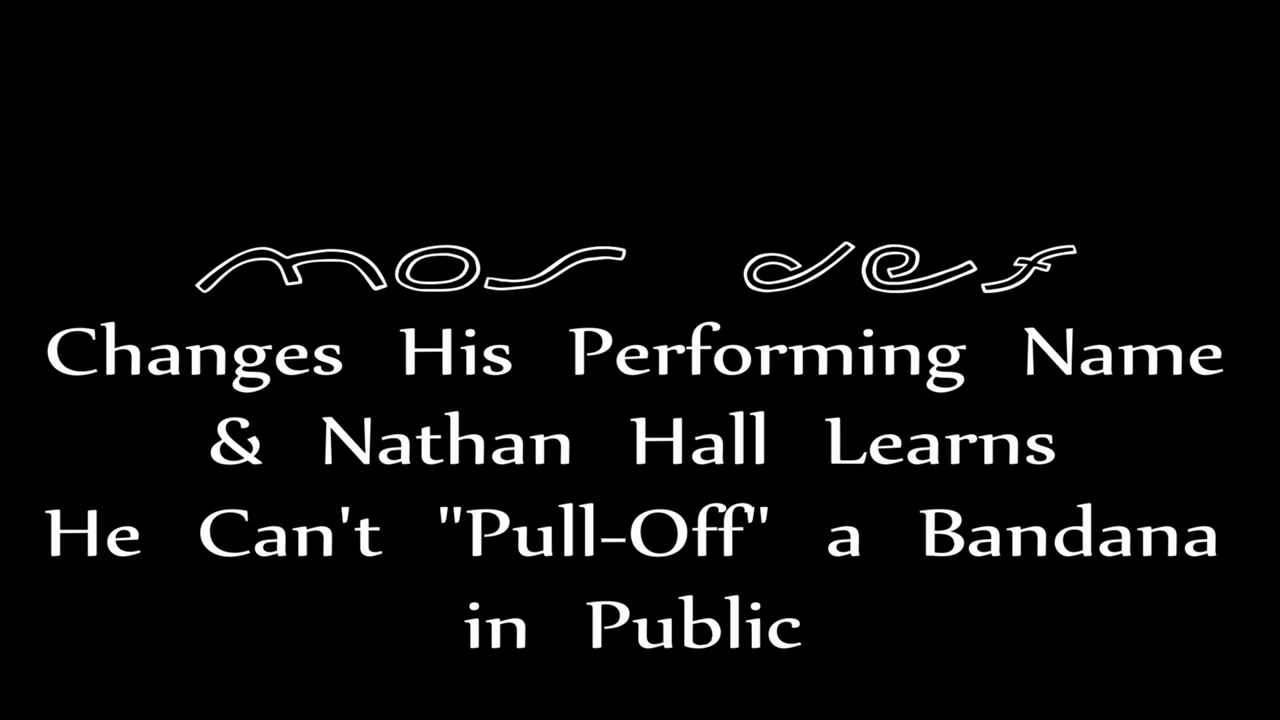 mos def
Changes His Performing Name
& Nathan Hall Learns
He Can't "Pull-Off" a Bandana
in Public